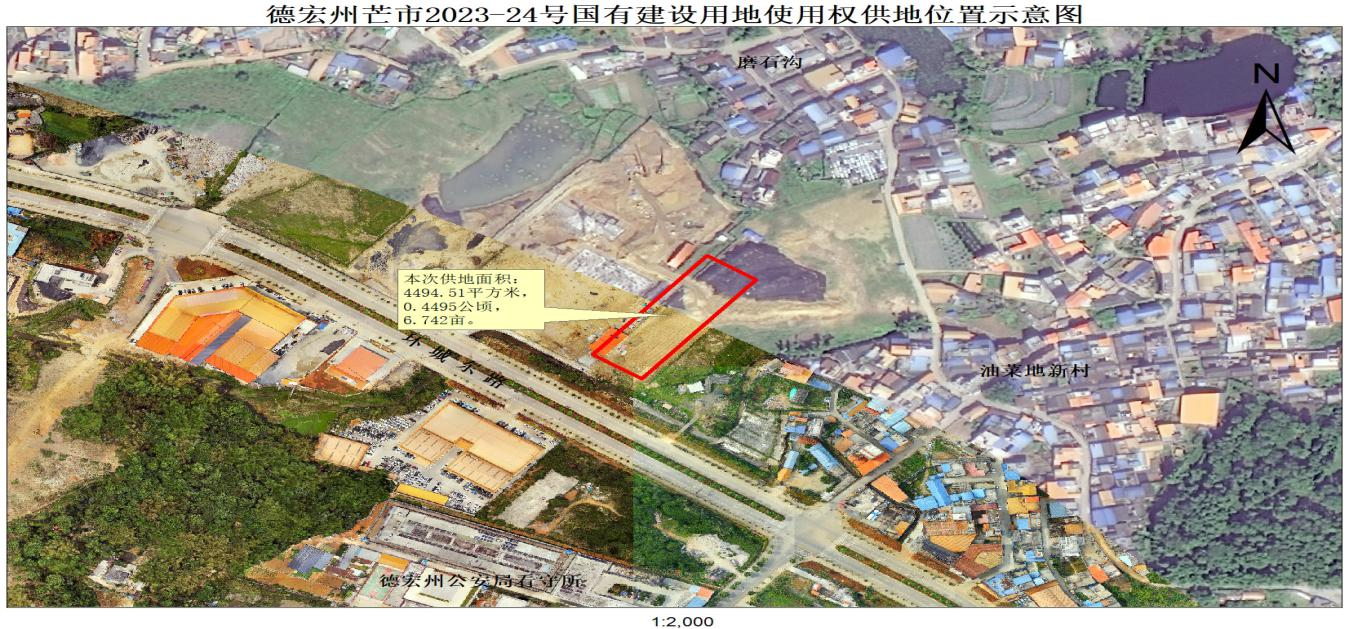 德宏州芒市2023-24号国有建设用地使用权供地位置示意图
磨石沟
N
本次供地面积：
4494.51平方米，
0.4495公顷，
6.742亩。
环城东路
油菜地新村
德宏州公安局看守所
1:2,000